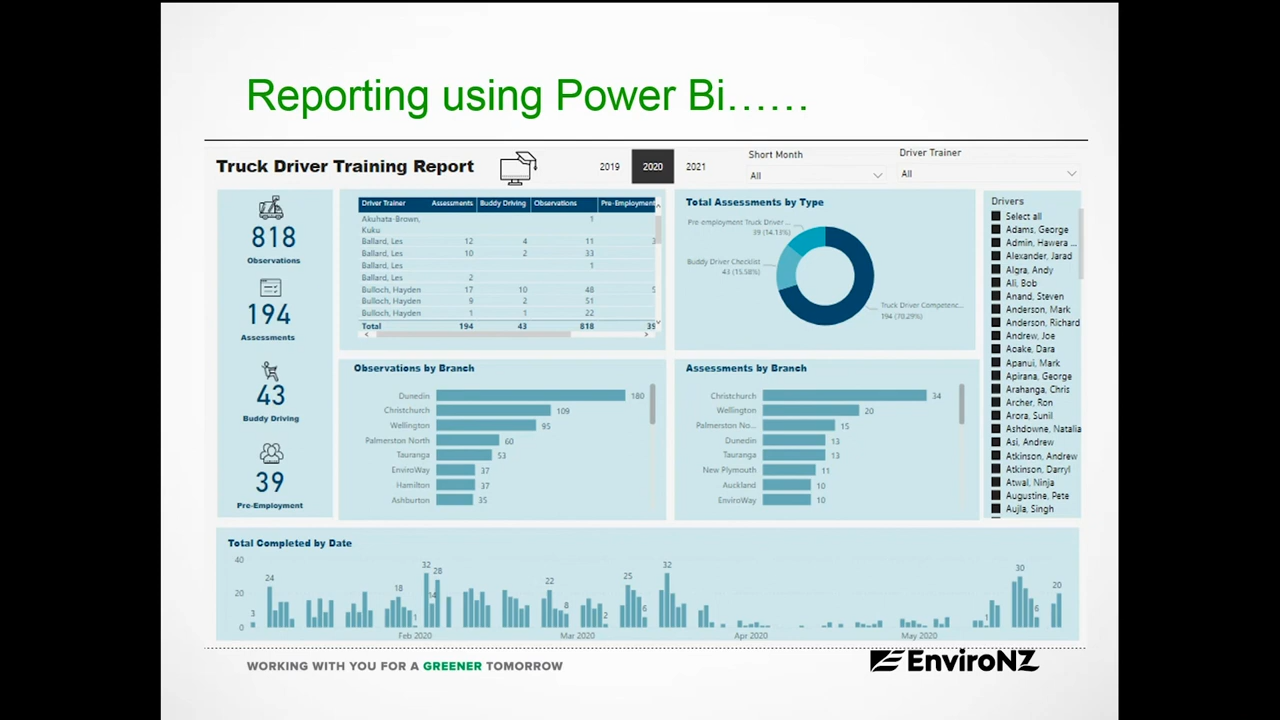 Reporting using Power Bi……
Truck Driver Training Report
2019 2020 2021
Short Month
All
Driver Trainer
All
818
Observations
194
Assessments
43
Buddy Driving
39
Pre-Employment
Driver Trainer Assessments Buddy Driving Observations Pre-Employment
Akuhata-Brown, 1
Kuku
Ballard, Les 12 4 11 3
Ballard, Les 10 2 33
Ballard, Les 1
Ballard, Les 2
Bulloch, Hayden 17 10 48 5
Bulloch, Hayden 9 2 51
Bulloch, Hayden 1 1 22
Total 194 43 818 39
Total Assessments by Type
Pre employment Truck Driver ...
39 (14.13%)
Buddy Driver Checklist
43 (15.58%)
Truck Driver Competenc...
194 (70.29%)
Drivers
Select all
Adams, George
Admin, Hawera ...
Alexander, Jarad
Algra, Andy
Ali, Bob
Anand, Steven
Anderson, Mark
Anderson, Richard
Andrew, Joe
Aoake, Dara
Apanui, Mark
Apirana, George
Arahanga, Chris
Archer, Ron
Arora, Sunil
Ashdowne, Natalia
Asi, Andrew
Atkinson, Andrew
Atkinson, Darryl
Atwal, Ninja
Augustine, Pete
Aujla, Singh
Observations by Branch
Dunedin 180
Christchurch 109
Wellington 95
Palmerston North 60
Tauranga 53
EnviroWay 37
Hamilton 37
Ashburton 35
Assessments by Branch
Christchurch 34
Wellington 20
Palmerston No... 15
Dunedin 13
Tauranga 13
New Plymouth 11
Auckland 10
EnviroWay 10
Total Completed by Date
40
20
0
3 24 18 1 32 14 28 22 8 2 25 6 32 1 30 6 20
Feb 2020 Mar 2020 Apr 2020 May 2020
WORKING WITH YOU FOR A GREENER TOMORROW
EnviroNZ